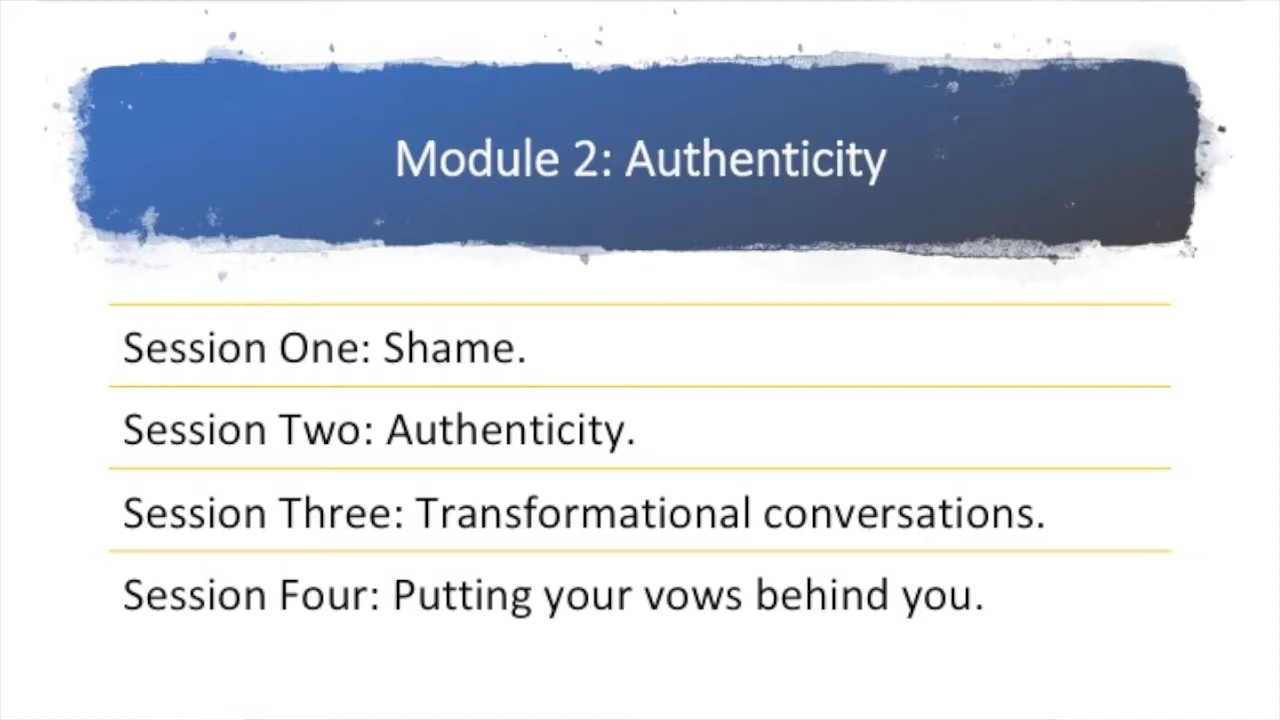 Module 2: Authenticity
Session One: Shame.
Session Two: Authenticity.
Session Three: Transformational conversations.
Session Four: Putting your vows behind you.